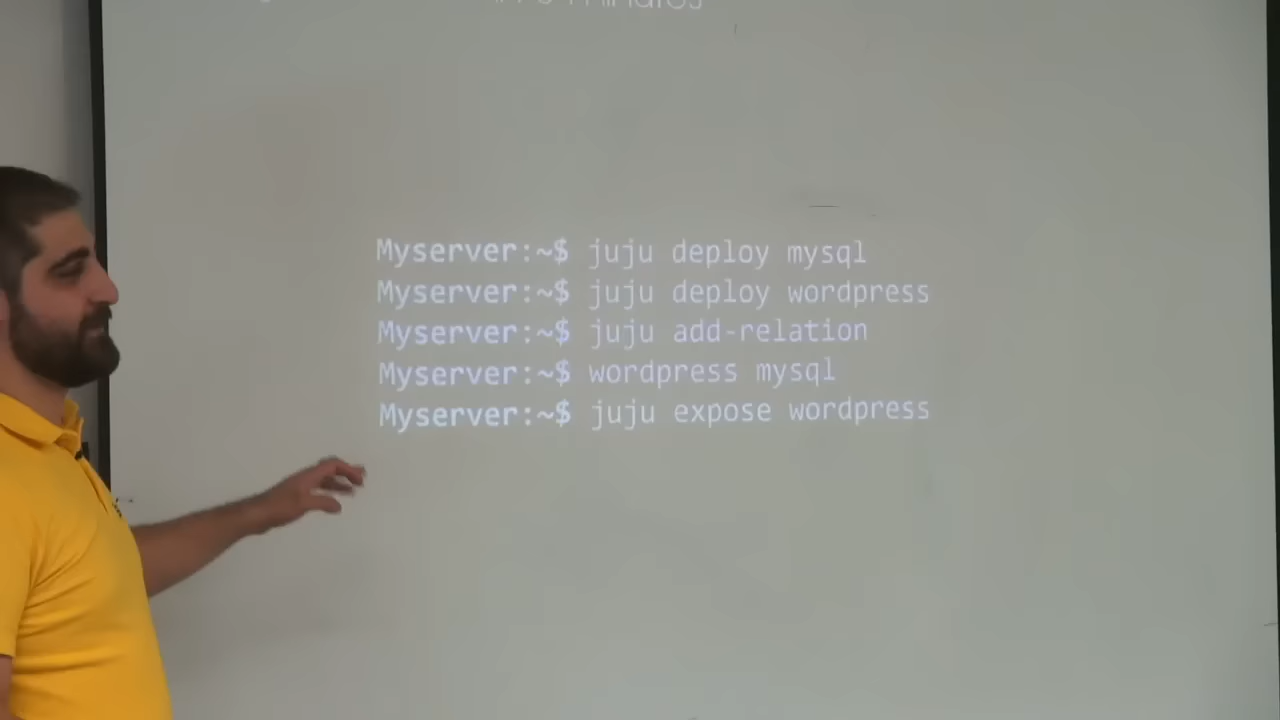 Myserver:~$ juju deploy mysql
Myserver:~$ juju deploy wordpress
Myserver:~$ juju add-relation
Myserver:~$ wordpress mysql
Myserver:~$ juju expose wordpress